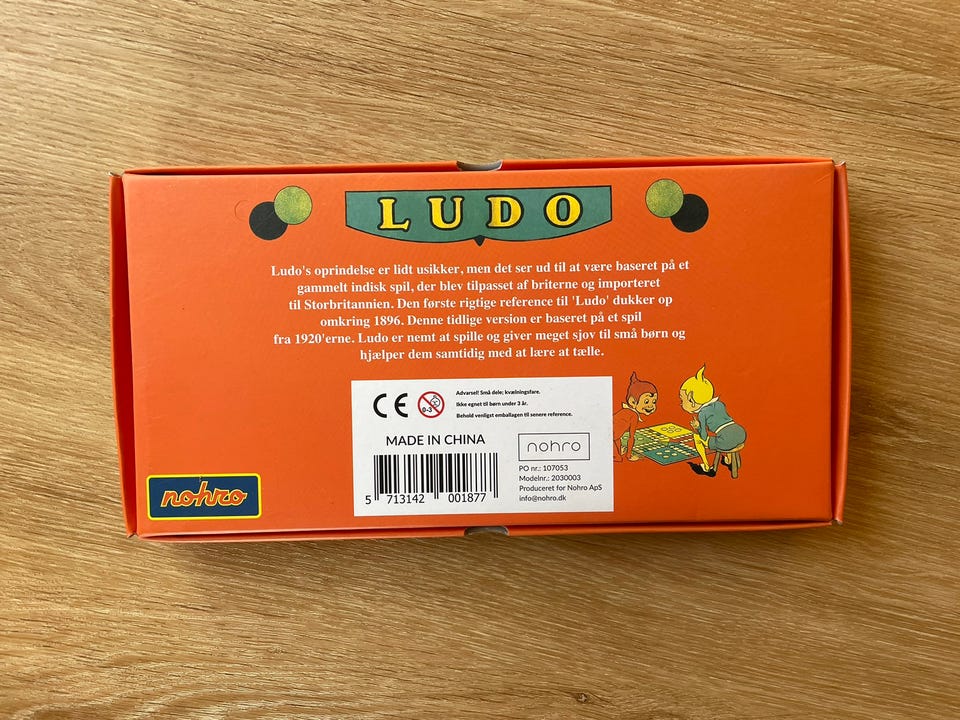 LUDO
Ludo's oprindelse er lidt usikker, men det ser ud til at være baseret på et
gammelt indisk spil, der blev tilpasset af briterne og importeret
til Storbritannien. Den første rigtige reference til 'Ludo' dukker op
omkring 1896. Denne tidlige version er baseret på et spil
fra 1920'erne. Ludo er nemt at spille og giver meget sjov til små børn og
hjælper dem samtidig med at lære at tælle.
CE
0-3
Advarsel! Små dele; kvælningsfare.
Ikke egnet til børn under 3 år.
Behold venligst emballagen til senere reference.
MADE IN CHINA
5 713142 001877
nohro
PO nr.: 107053
Modelnr.: 2030003
Produceret for Nohro ApS
info@nohro.dk
nohro